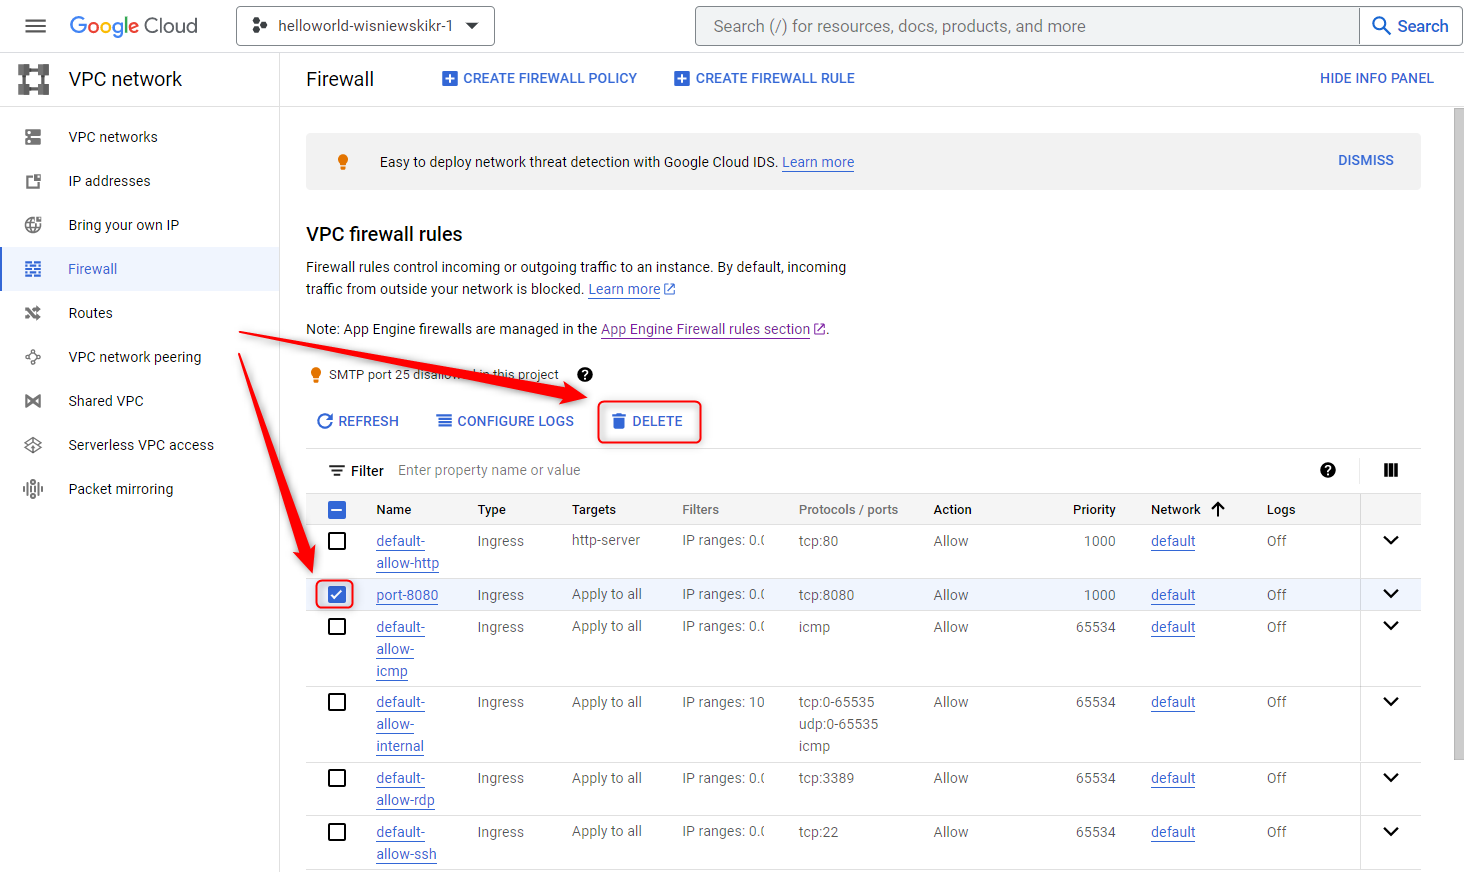 Google Cloud
helloworld-wisniewskikr-1
Search (/) for resources, docs, products, and more
Search
VPC network
Firewall
CREATE FIREWALL POLICY
CREATE FIREWALL RULE
HIDE INFO PANEL
VPC networks
IP addresses
Bring your own IP
Firewall
Routes
VPC network peering
Shared VPC
Serverless VPC access
Packet mirroring
Easy to deploy network threat detection with Google Cloud IDS. Learn more
DISMISS
VPC firewall rules
Firewall rules control incoming or outgoing traffic to an instance. By default, incoming
traffic from outside your network is blocked. Learn more
Note: App Engine firewalls are managed in the App Engine Firewall rules section.
SMTP port 25 disallowed in this project
REFRESH
CONFIGURE LOGS
DELETE
Filter Enter property name or value
Name Type Targets Filters Protocols / ports Action Priority Network Logs
default- Ingress http-server IP ranges: 0.0 tcp:80 Allow 1000 default Off
allow-http
port-8080 Ingress Apply to all IP ranges: 0.0 tcp:8080 Allow 1000 default Off
default- Ingress Apply to all IP ranges: 0.0 icmp Allow 65534 default Off
allow-
icmp
default- Ingress Apply to all IP ranges: 10 tcp:0-65535 Allow 65534 default Off
allow- udp:0-65535
internal icmp
default- Ingress Apply to all IP ranges: 0.0 tcp:3389 Allow 65534 default Off
allow-rdp
default- Ingress Apply to all IP ranges: 0.0 tcp:22 Allow 65534 default Off
allow-ssh